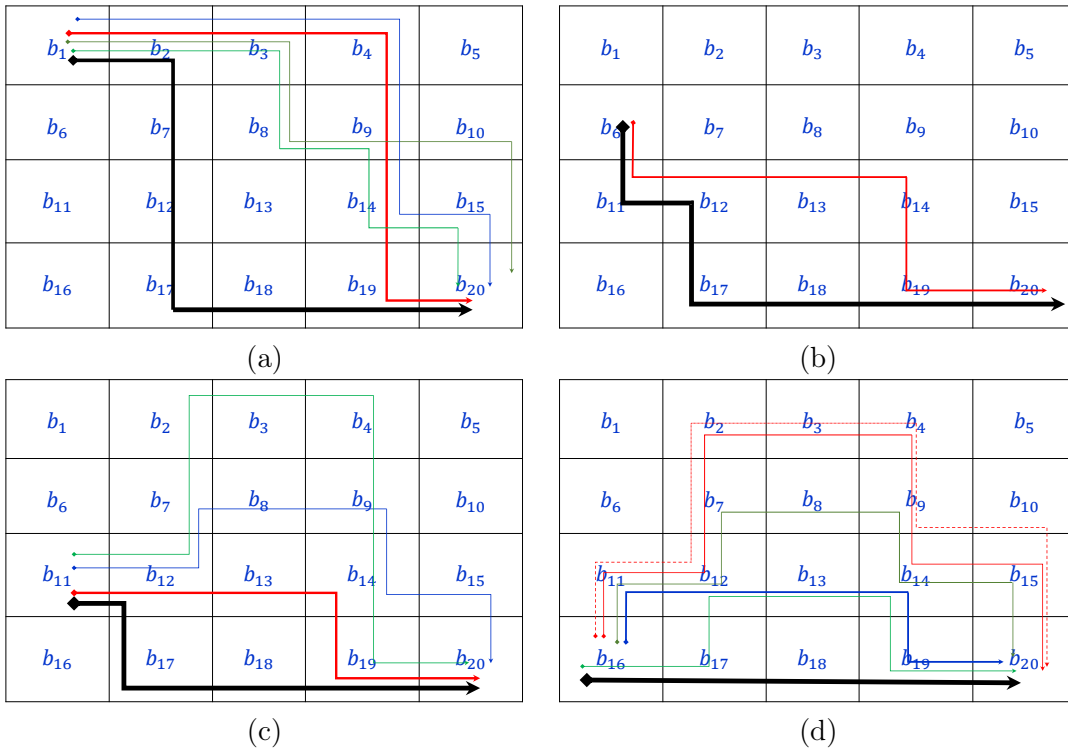 b₁ b₂ b₃ b₄ b₅
b₆ b₇ b₈ b₉ b₁₀
b₁₁ b₁₂ b₁₃ b₁₄ b₁₅
b₁₆ b₁₇ b₁₈ b₁₉ b₂₀
(a)
b₁ b₂ b₃ b₄ b₅
b₆ b₇ b₈ b₉ b₁₀
b₁₁ b₁₂ b₁₃ b₁₄ b₁₅
b₁₆ b₁₇ b₁₈ b₁₉ b₂₀
(b)
b₁ b₂ b₃ b₄ b₅
b₆ b₇ b₈ b₉ b₁₀
b₁₁ b₁₂ b₁₃ b₁₄ b₁₅
b₁₆ b₁₇ b₁₈ b₁₉ b₂₀
(c)
b₁ b₂ b₃ b₄ b₅
b₆ b₇ b₈ b₉ b₁₀
b₁₁ b₁₂ b₁₃ b₁₄ b₁₅
b₁₆ b₁₇ b₁₈ b₁₉ b₂₀
(d)